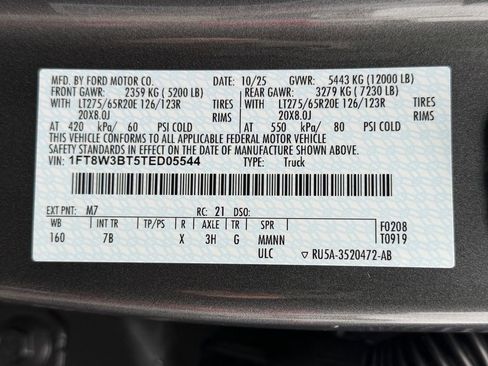 MFD. BY FORD MOTOR CO. 10/25 GVWR: 5443 KG (12000 LB)
FRONT GAWR: 2359 KG (5200 LB) REAR GAWR: 3279 KG (7230 LB)
WITH LT275/65R20E 126/123R TIRES WITH LT275/65R20E 126/123R TIRES
20X8.0J RIMS 20X8.0J RIMS
AT 420 kPa/ 60 PSI COLD AT 550 kPa/ 80 PSI COLD
THIS VEHICLE CONFORMS TO ALL APPLICABLE FEDERAL MOTOR VEHICLE
SAFETY STANDARDS IN EFFECT ON THE DATE OF MANUFACTURE SHOWN ABOVE.
VIN: 1FT8W3BT5TED05544 TYPE: Truck
EXT PNT: M7 RC: 21 DSO:
WB INT TR TP/PS R AXLE TR SPR F0208
160 7B X 3H G MMNN T0919
ULC ▽ RU5A-3520472-AB